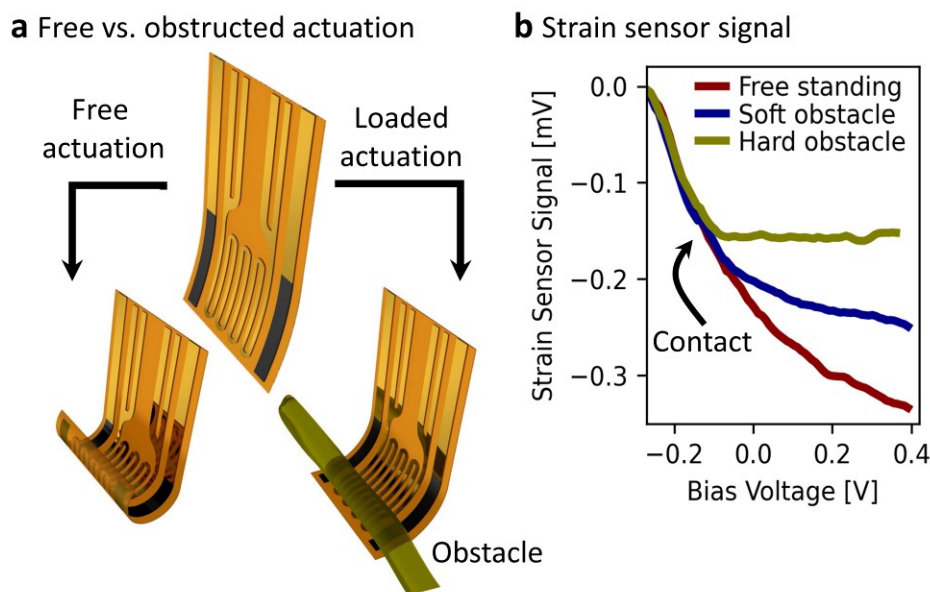 a Free vs. obstructed actuation
Free
actuation
Loaded
actuation
Obstacle
b Strain sensor signal
Strain Sensor Signal [mV]
0.0
−0.1
−0.2
−0.3
Free standing
Soft obstacle
Hard obstacle
Contact
−0.2 0.0 0.2 0.4
Bias Voltage [V]